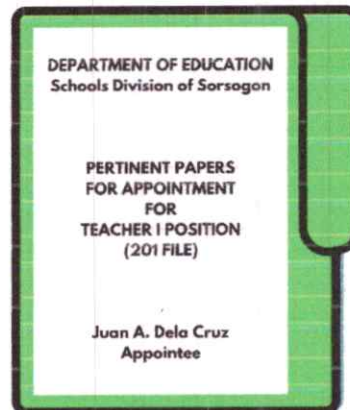 DEPARTMENT OF EDUCATION
Schools Division of Sorsogon
PERTINENT PAPERS
FOR APPOINTMENT
FOR
TEACHER I POSITION
(201 FILE)
Juan A. Dela Cruz
Appointee